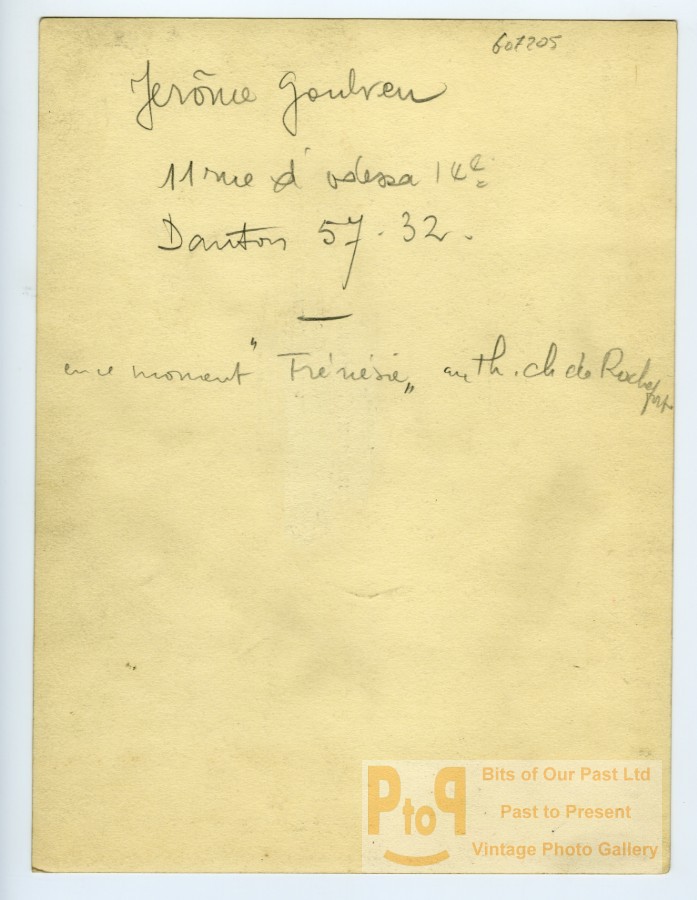 607205
Jerôme Goulven
11 rue d'odessa 14e
Danton 57.32.
en ce moment "Frénésie" au th. ch de Rochefort
PtoP
Bits of Our Past Ltd
Past to Present
Vintage Photo Gallery